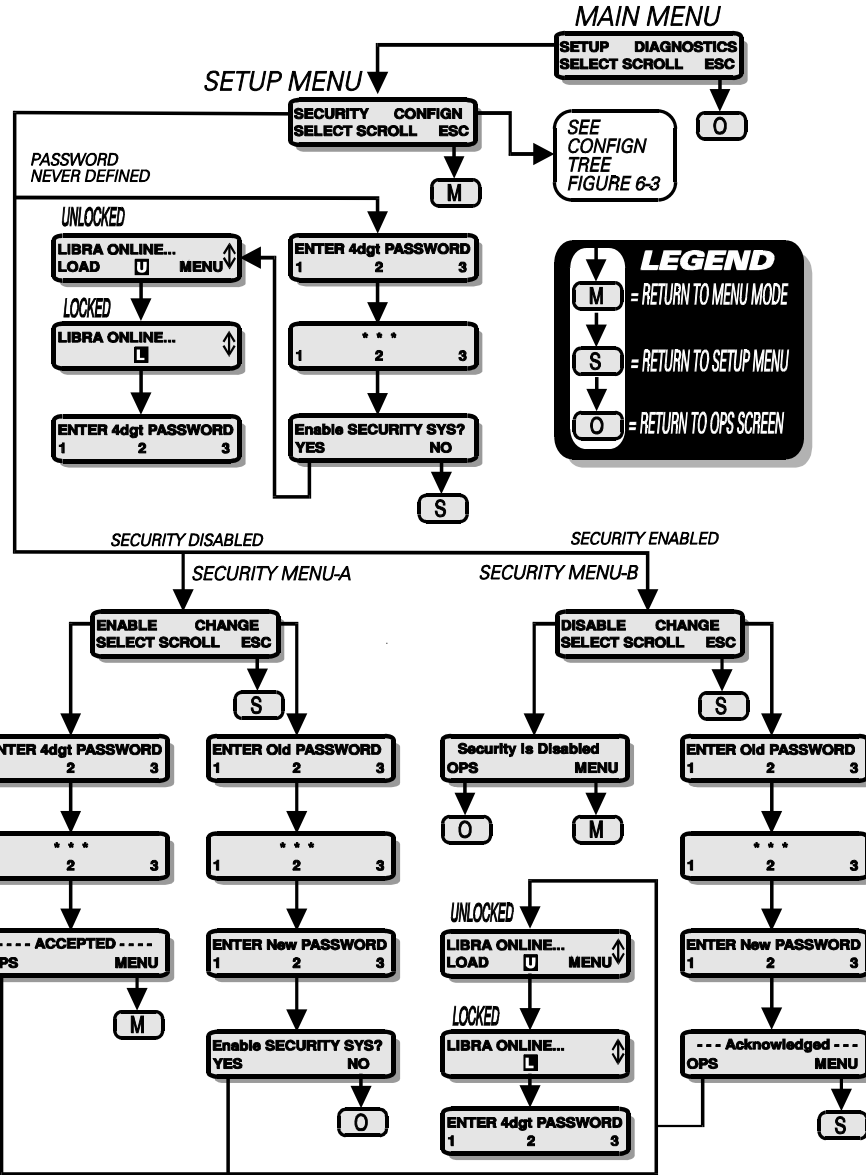 MAIN MENU
SETUP DIAGNOSTICS
SELECT SCROLL ESC
O
SETUP MENU
SECURITY CONFIGN
SELECT SCROLL ESC
M
SEE
CONFIGN
TREE
FIGURE 6-3
PASSWORD
NEVER DEFINED
UNLOCKED
LIBRA ONLINE...
LOAD U MENU
LOCKED
LIBRA ONLINE...
L
ENTER 4dgt PASSWORD
1 2 3
ENTER 4dgt PASSWORD
1 2 3
* * *
1 2 3
Enable SECURITY SYS?
YES NO
S
LEGEND
M = RETURN TO MENU MODE
S = RETURN TO SETUP MENU
O = RETURN TO OPS SCREEN
SECURITY DISABLED
SECURITY MENU-A
ENABLE CHANGE
SELECT SCROLL ESC
S
NTER 4dgt PASSWORD
2 3
* * *
2 3
---- ACCEPTED ----
PS MENU
M
ENTER Old PASSWORD
1 2 3
* * *
1 2 3
ENTER New PASSWORD
1 2 3
Enable SECURITY SYS?
YES NO
O
SECURITY ENABLED
SECURITY MENU-B
DISABLE CHANGE
SELECT SCROLL ESC
S
Security is Disabled
OPS MENU
O M
UNLOCKED
LIBRA ONLINE...
LOAD U MENU
LOCKED
LIBRA ONLINE...
L
ENTER 4dgt PASSWORD
1 2 3
ENTER Old PASSWORD
1 2 3
* * *
1 2 3
ENTER New PASSWORD
1 2 3
--- Acknowledged ---
OPS MENU
S